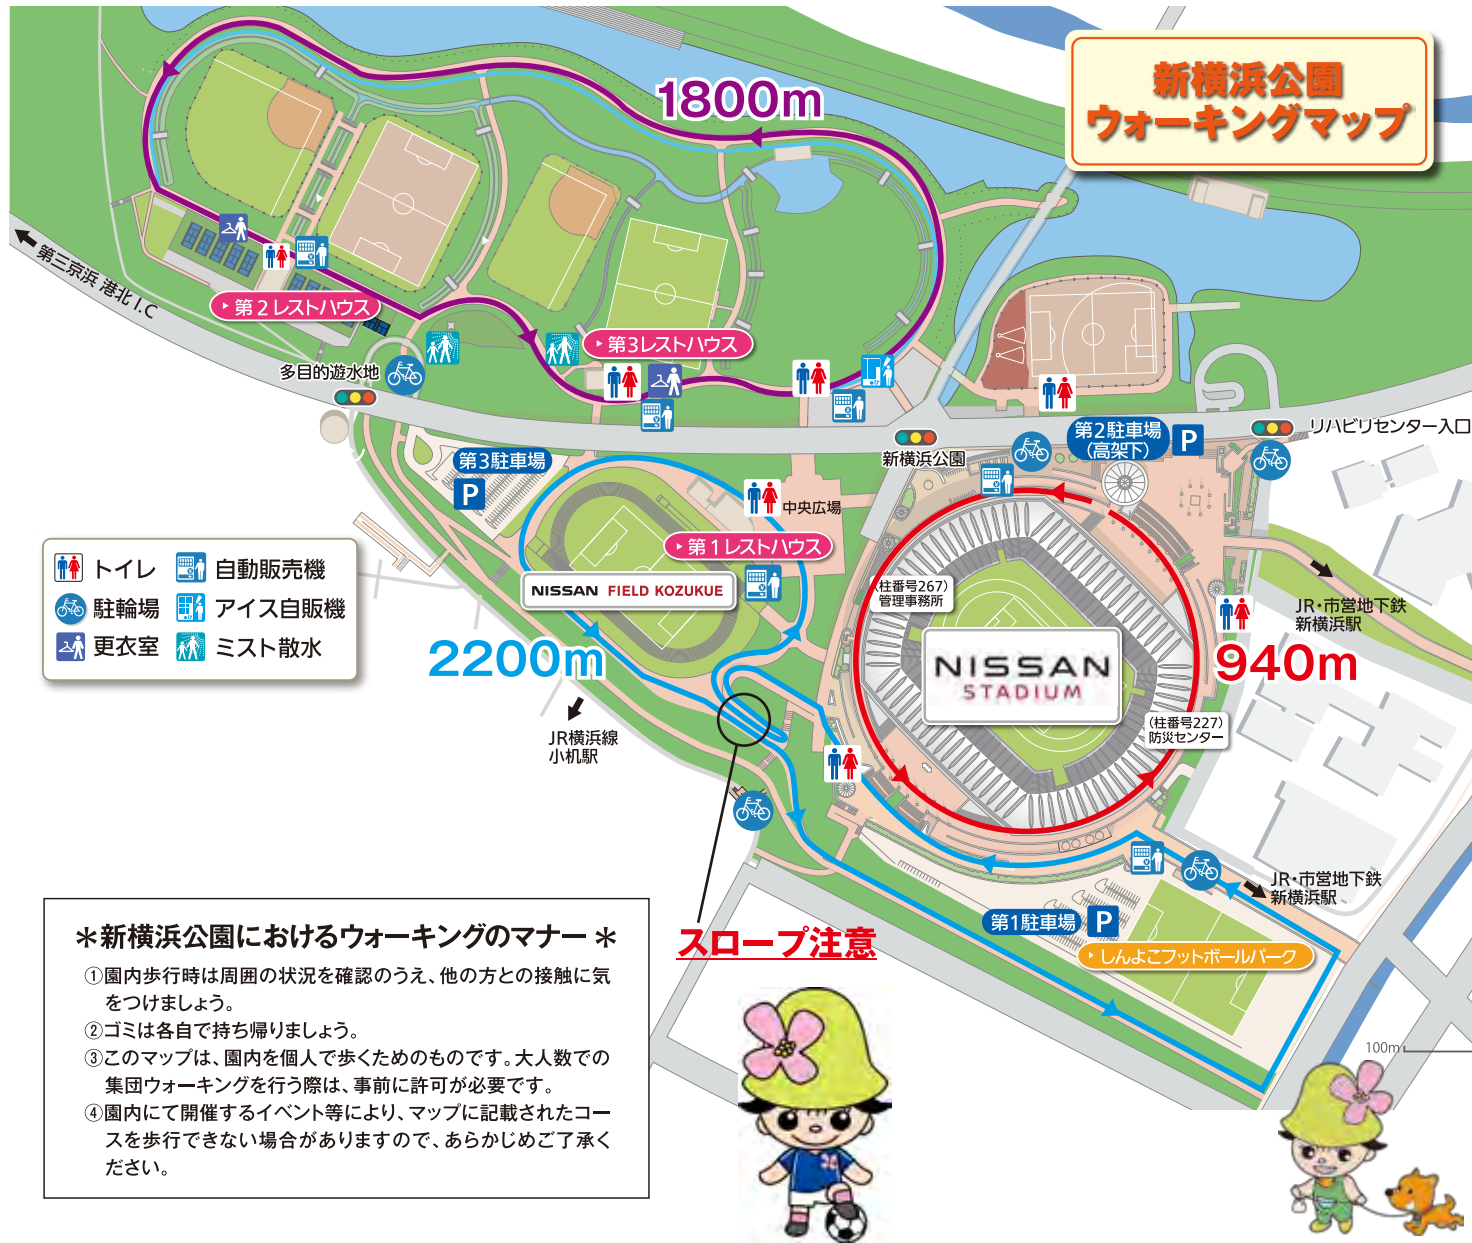 新横浜公園
ウォーキングマップ
1800m
第三京浜 港北 I.C
第2レストハウス
第3レストハウス
多目的遊水地
リハビリセンター入口
第2駐車場
(高架下)
P
新横浜公園
第3駐車場
P
中央広場
第1レストハウス
トイレ
自動販売機
駐輪場
アイス自販機
更衣室
ミスト散水
NISSAN FIELD KOZUKUE
(柱番号267)
管理事務所
JR・市営地下鉄
新横浜駅
2200m
NISSAN
STADIUM
940m
(柱番号227)
防災センター
JR横浜線
小机駅
JR・市営地下鉄
新横浜駅
第1駐車場
P
しんよこフットボールパーク
スロープ注意
100m
＊新横浜公園におけるウォーキングのマナー＊
①園内歩行時は周囲の状況を確認のうえ、他の方との接触に気
をつけましょう。
②ゴミは各自で持ち帰りましょう。
③このマップは、園内を個人で歩くためのものです。大人数での
集団ウォーキングを行う際は、事前に許可が必要です。
④園内にて開催するイベント等により、マップに記載されたコー
スを歩行できない場合がありますので、あらかじめご了承く
ださい。